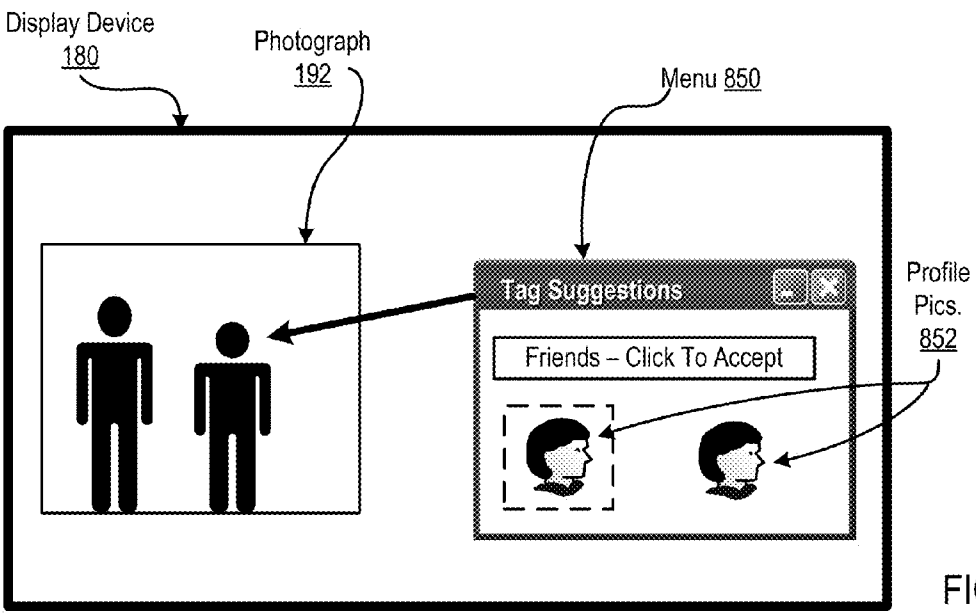 Display Device
180
Photograph
192
Menu 850
Tag Suggestions
Profile
Pics.
852
Friends – Click To Accept